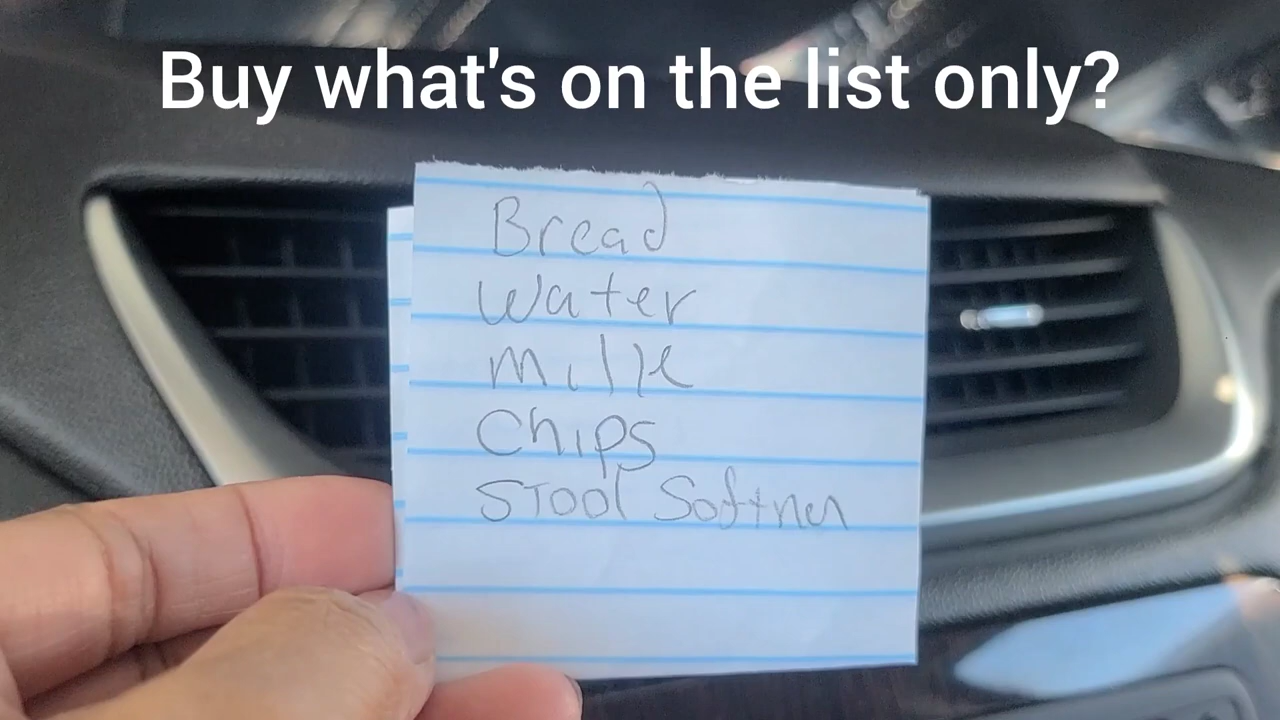 Buy what's on the list only?
Bread
Water
Milk
Chips
Stool Softner